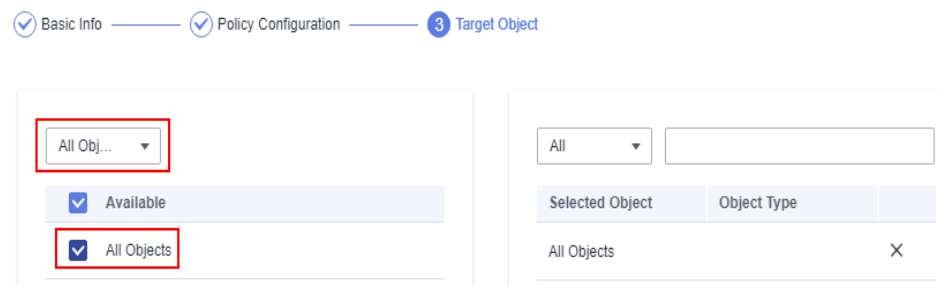 Basic Info Policy Configuration 3 Target Object
All Obj... All
Available Selected Object Object Type
All Objects All Objects